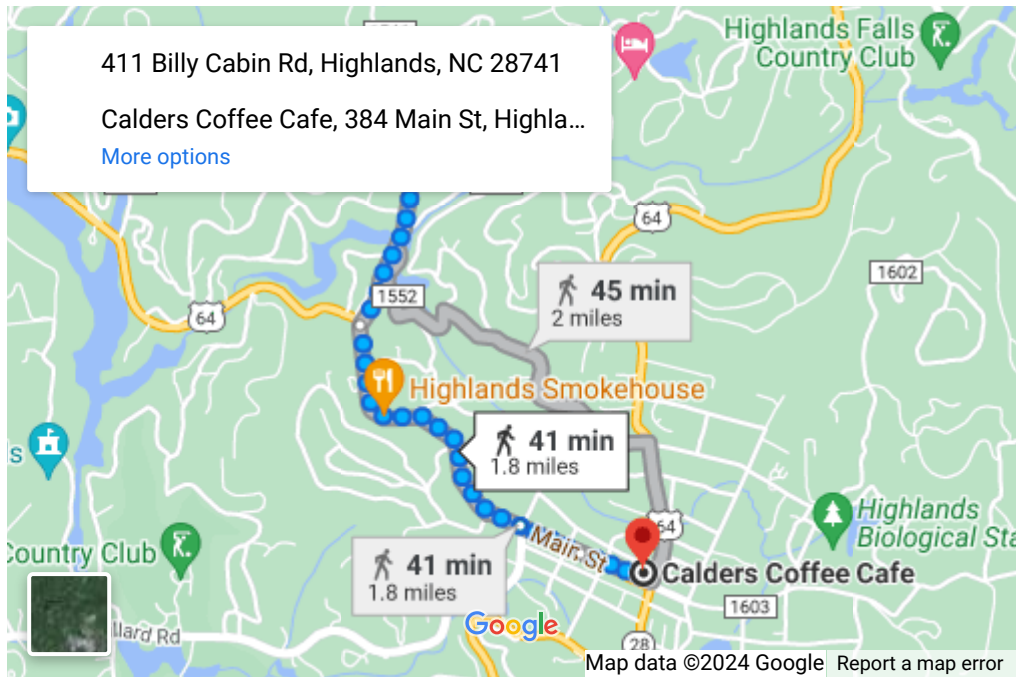 411 Billy Cabin Rd, Highlands, NC 28741
Calders Coffee Cafe, 384 Main St, Highla...
More options
Highlands Falls
Country Club
64
1602
45 min
2 miles
1552
64
Highlands Smokehouse
41 min
1.8 miles
s
Highlands
Biological Sta
64
Main St
Country Club
41 min
1.8 miles
Calders Coffee Cafe
1603
llard Rd
Google
28
Map data ©2024 Google
Report a map error